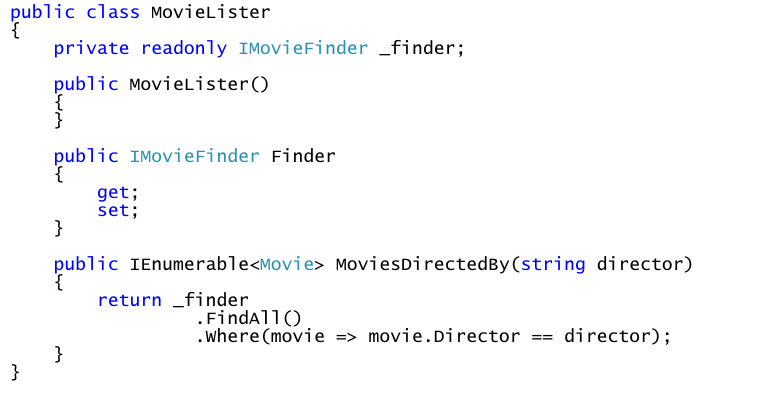 public class MovieLister
{
    private readonly IMovieFinder _finder;

    public MovieLister()
    {
    }

    public IMovieFinder Finder
    {
        get;
        set;
    }

    public IEnumerable<Movie> MoviesDirectedBy(string director)
    {
        return _finder
                 .FindAll()
                 .Where(movie => movie.Director == director);
    }
}